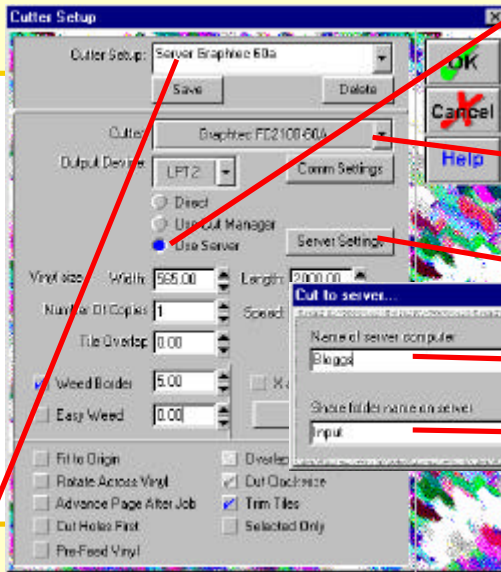 Cutter Setup
Cutter Setup: Server Graphtec 60a
Save Delete
OK
Cancel
Help
Cutter: Graphtec FC2100-60A
Output Device: LPT2 Comm Settings
Direct
Use Cut Manager
Use Server Server Settings
Vinyl size Width: 565.00 Length: 2000.00
Number Of Copies 1 Speed:
Tile Overlap 0.00
Weed Border 5.00
Easy Weed 0.00
Cut to server...
Name of server computer
Bloggs
Share folder name on server
Input
Fit to Origin
Rotate Across Vinyl Cut Clockwise
Advance Page After Job Trim Tiles
Cut Holes First Selected Only
Pre-Feed Vinyl